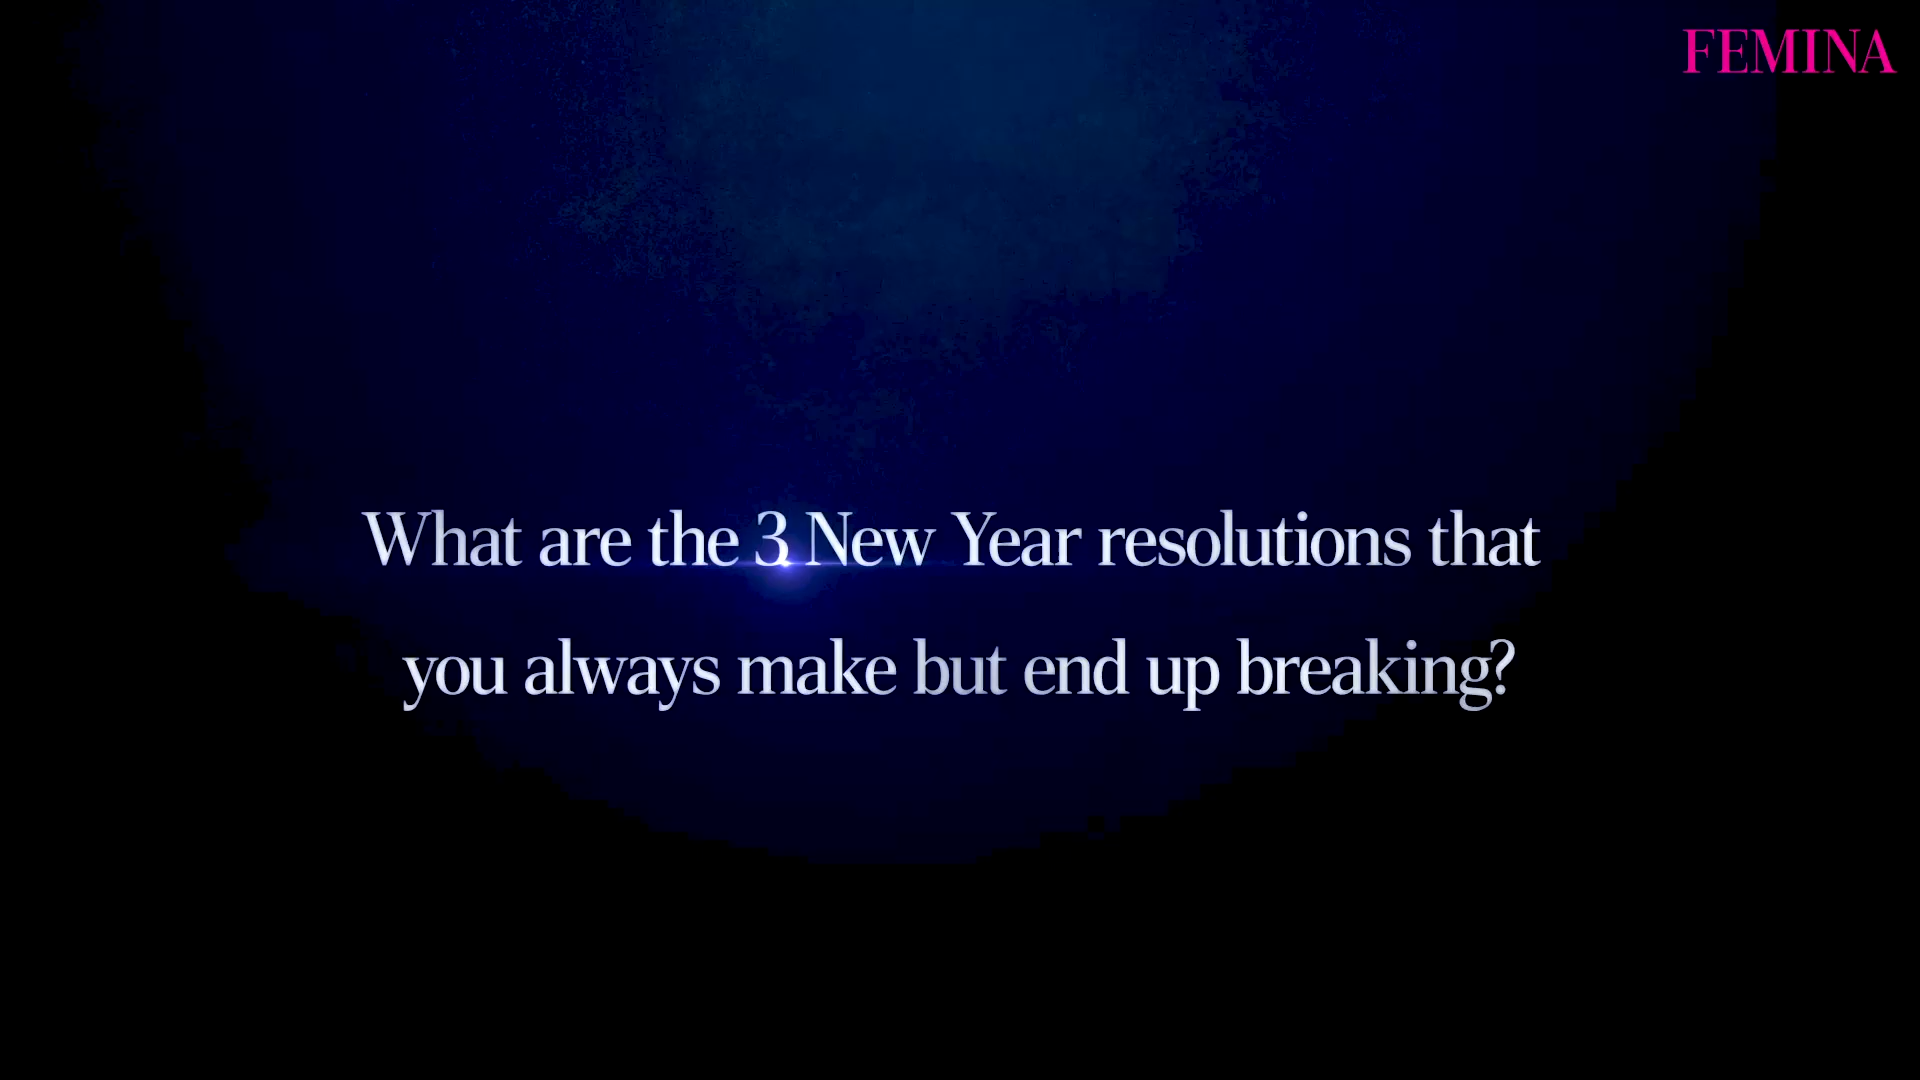 FEMINA
What are the 3 New Year resolutions that
you always make but end up breaking?